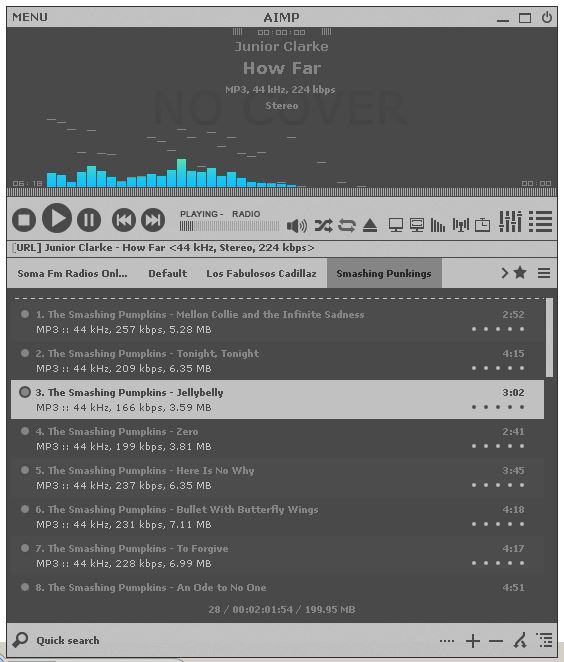 MENU AIMP
00:00:00
Junior Clarke
How Far
MP3, 44 kHz, 224 kbps
Stereo
NO COVER
06:18 00:00
PLAYING - RADIO
[URL] Junior Clarke - How Far <44 kHz, Stereo, 224 kbps>
Soma Fm Radios Onl... Default Los Fabulosos Cadillaz Smashing Punkings
1. The Smashing Pumpkins - Mellon Collie and the Infinite Sadness 2:52
MP3 :: 44 kHz, 257 kbps, 5.28 MB
2. The Smashing Pumpkins - Tonight, Tonight 4:15
MP3 :: 44 kHz, 209 kbps, 6.35 MB
3. The Smashing Pumpkins - Jellybelly 3:02
MP3 :: 44 kHz, 166 kbps, 3.59 MB
4. The Smashing Pumpkins - Zero 2:41
MP3 :: 44 kHz, 199 kbps, 3.81 MB
5. The Smashing Pumpkins - Here Is No Why 3:45
MP3 :: 44 kHz, 237 kbps, 6.35 MB
6. The Smashing Pumpkins - Bullet With Butterfly Wings 4:18
MP3 :: 44 kHz, 231 kbps, 7.11 MB
7. The Smashing Pumpkins - To Forgive 4:17
MP3 :: 44 kHz, 228 kbps, 6.99 MB
8. The Smashing Pumpkins - An Ode to No One 4:51
28 / 00:02:01:54 / 199.95 MB
Quick search